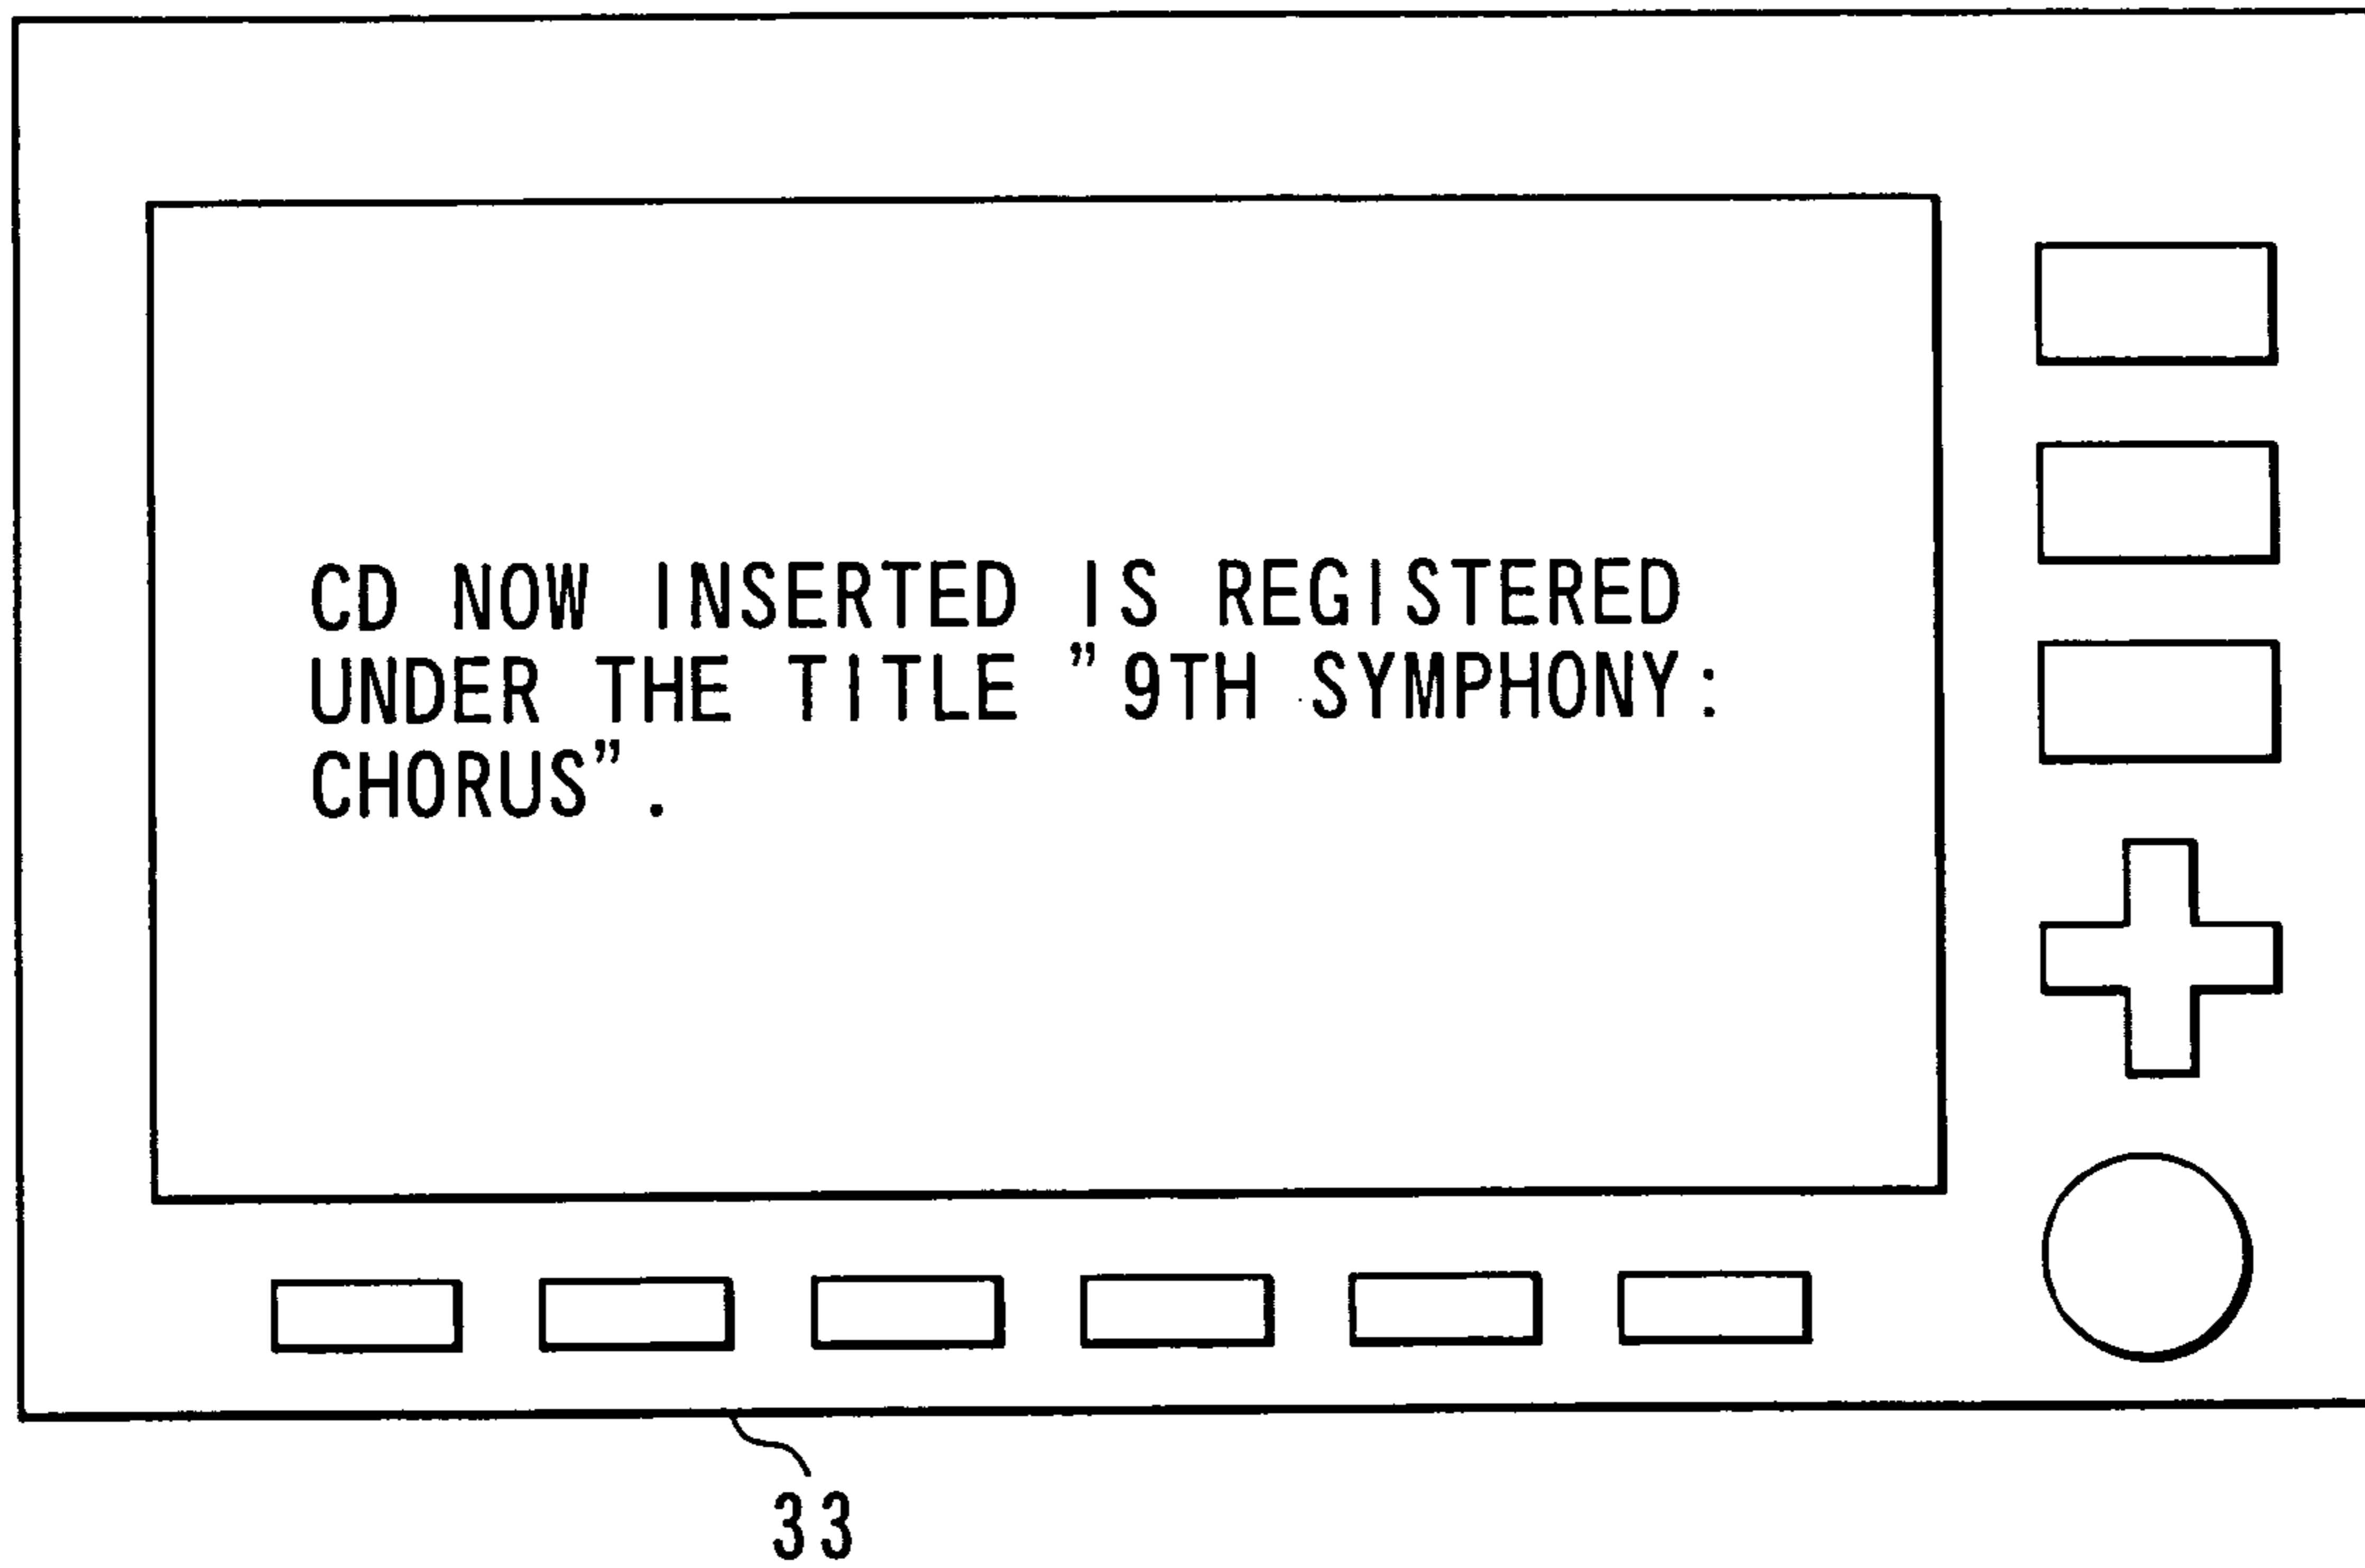 CD NOW INSERTED IS REGISTERED
UNDER THE TITLE "9TH SYMPHONY:
CHORUS".
33